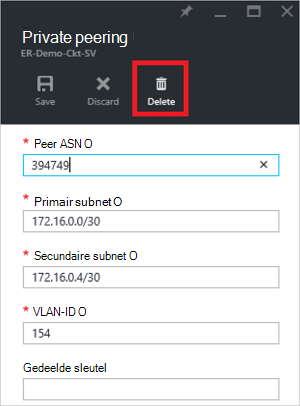 Private peering
ER-Demo-Ckt-SV
Save Discard Delete
* Peer ASN O
394749
* Primair subnet O
172.16.0.0/30
* Secundaire subnet O
172.16.0.4/30
* VLAN-ID O
154
Gedeelde sleutel